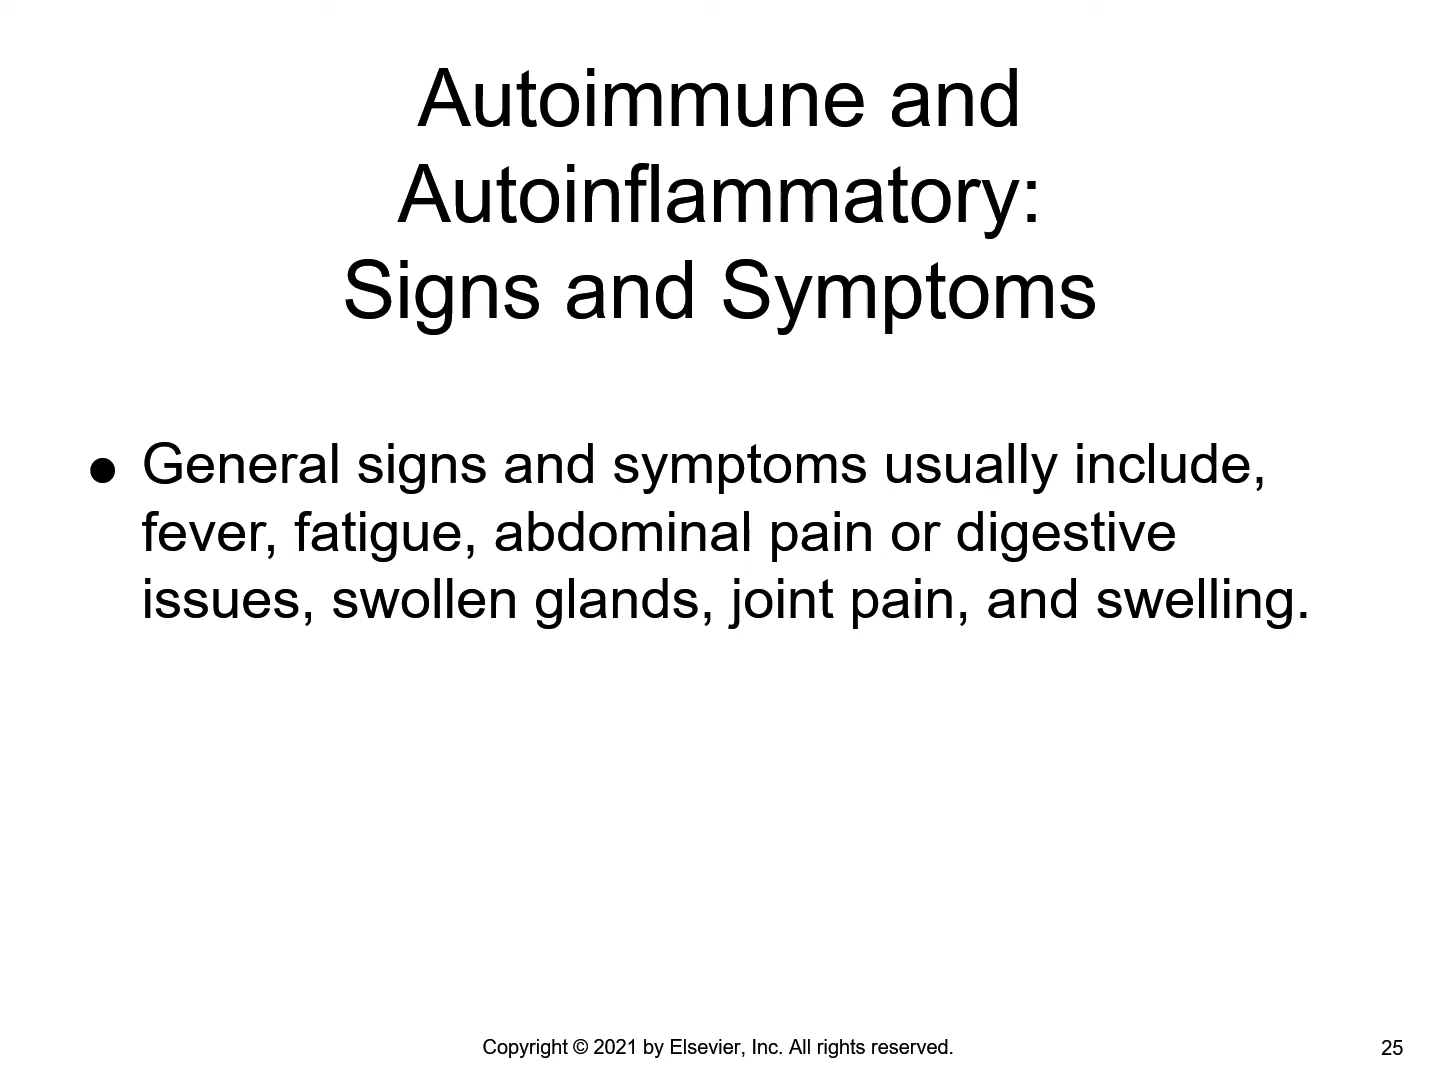 Autoimmune and
Autoinflammatory:
Signs and Symptoms
● General signs and symptoms usually include,
fever, fatigue, abdominal pain or digestive
issues, swollen glands, joint pain, and swelling.
Copyright © 2021 by Elsevier, Inc. All rights reserved.
25